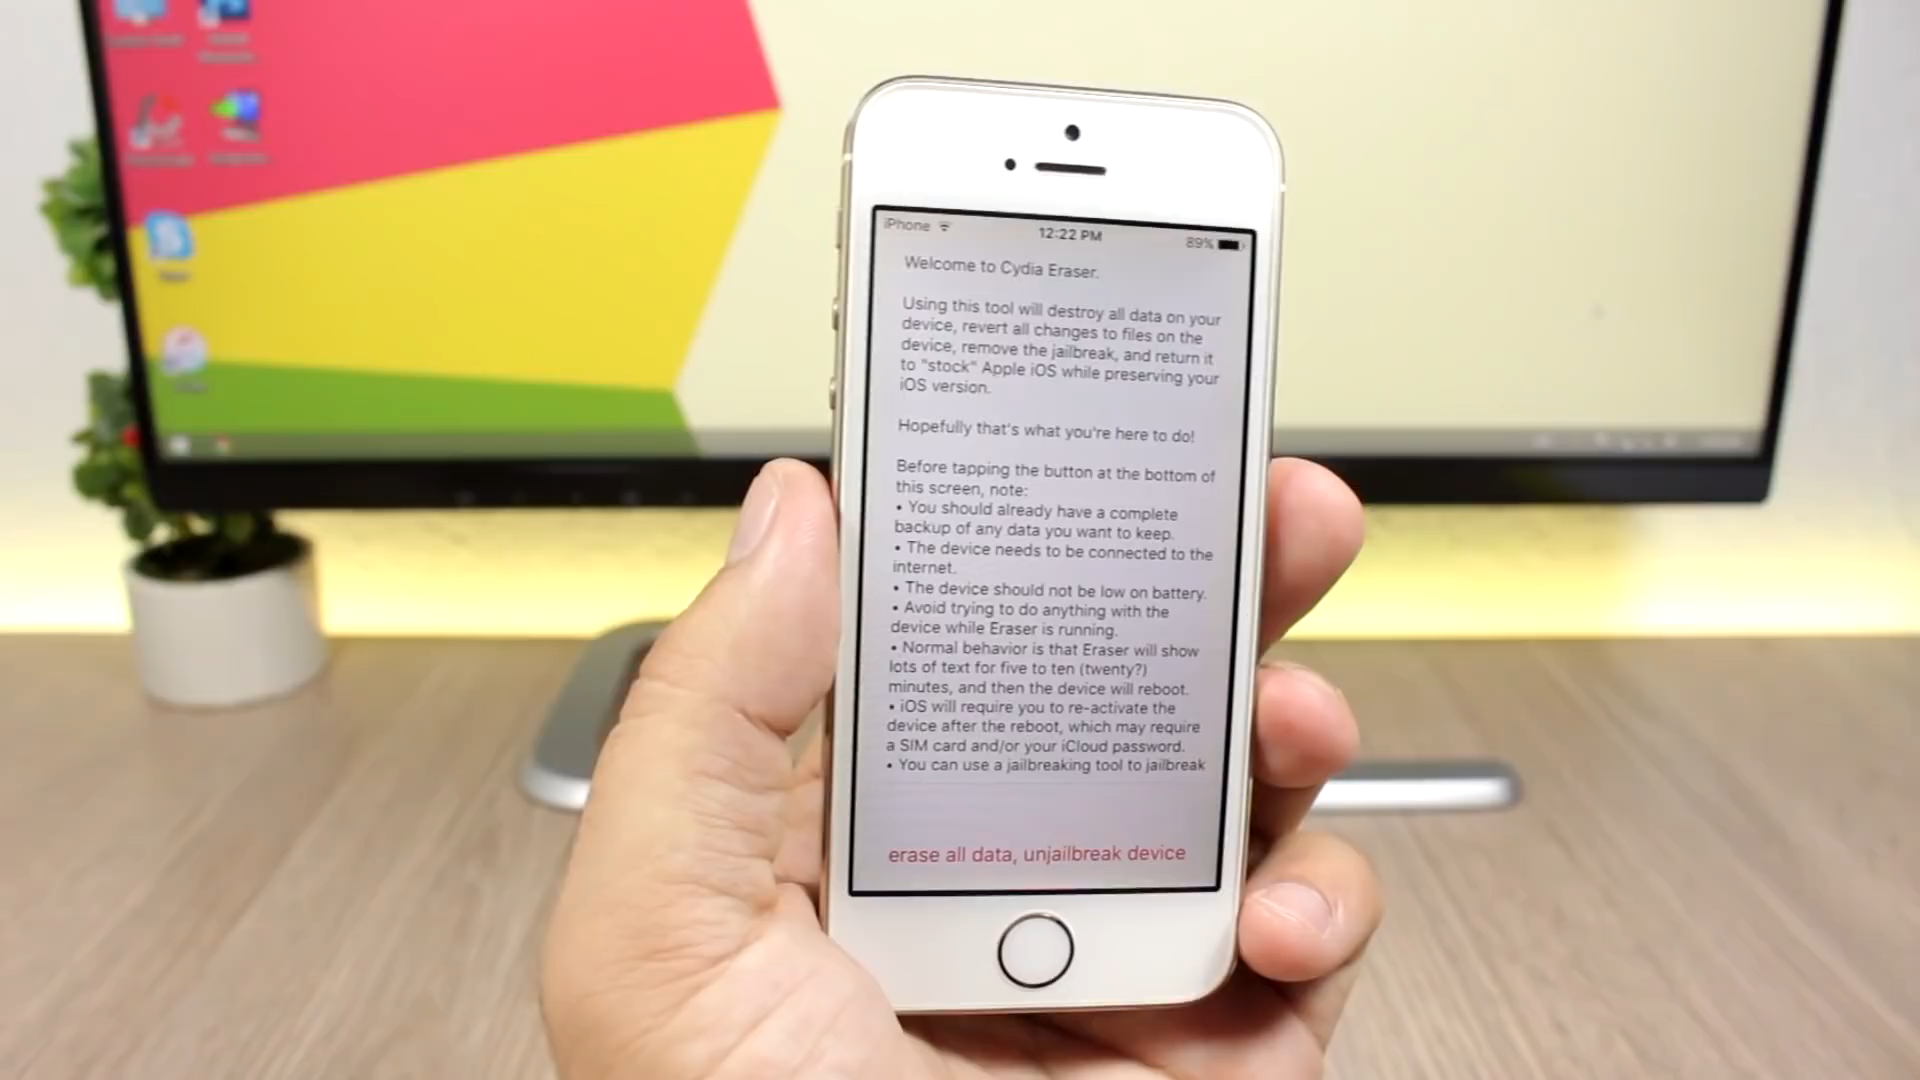 iPhone
12:22 PM
89%
Welcome to Cydia Eraser.
Using this tool will destroy all data on your
device, revert all changes to files on the
device, remove the jailbreak, and return it
to "stock" Apple iOS while preserving your
iOS version.
Hopefully that's what you're here to do!
Before tapping the button at the bottom of
this screen, note:
• You should already have a complete
backup of any data you want to keep.
• The device needs to be connected to the
internet.
• The device should not be low on battery.
• Avoid trying to do anything with the
device while Eraser is running.
• Normal behavior is that Eraser will show
lots of text for five to ten (twenty?)
minutes, and then the device will reboot.
• iOS will require you to re-activate the
device after the reboot, which may require
a SIM card and/or your iCloud password.
• You can use a jailbreaking tool to jailbreak
erase all data, unjailbreak device